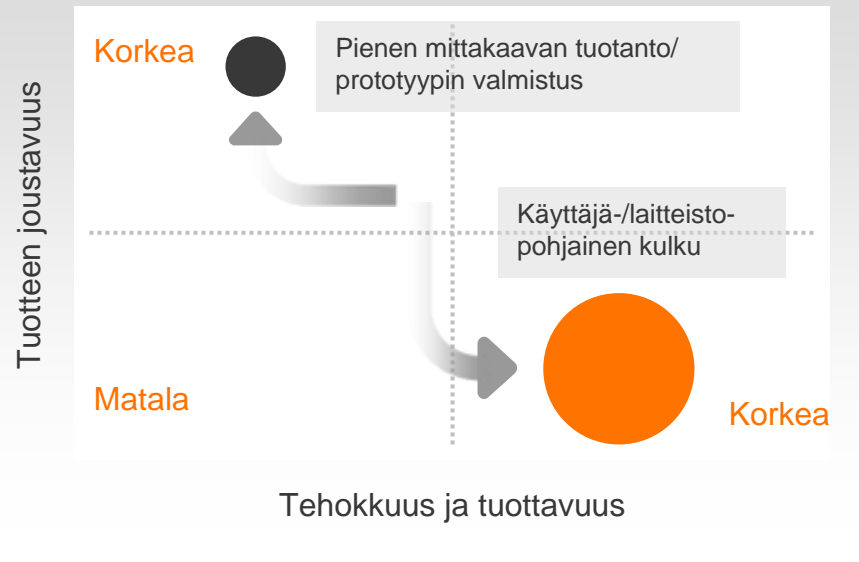 Korkea
Pienen mittakaavan tuotanto/
prototyypin valmistus
Tuotteen joustavuus
Käyttäjä-/laitteisto-
pohjainen kulku
Matala
Korkea
Tehokkuus ja tuottavuus